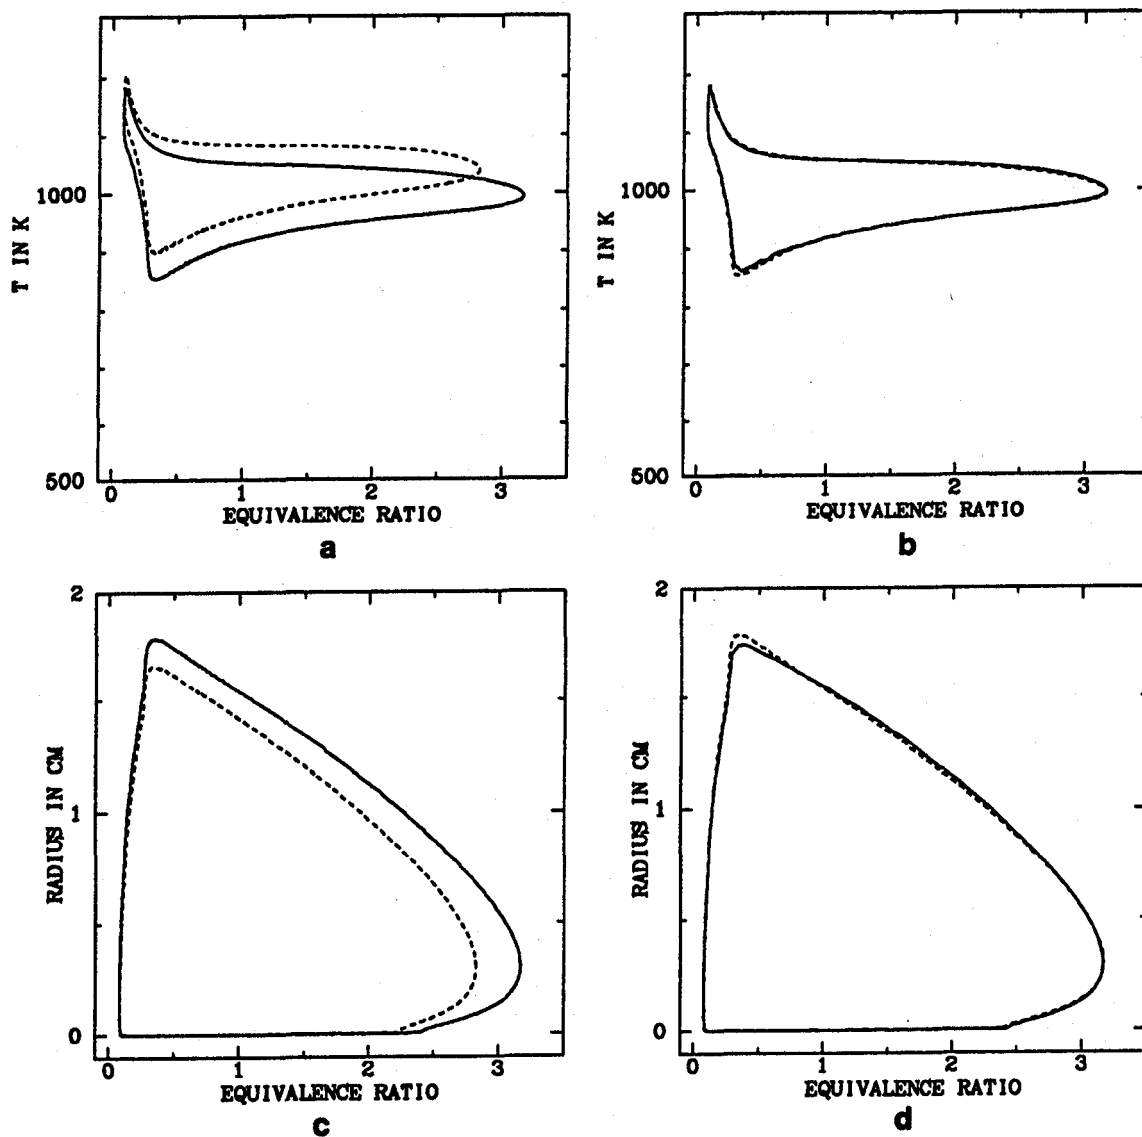 T IN K
1000
500
0 1 2 3
EQUIVALENCE RATIO
a
T IN K
1000
500
0 1 2 3
EQUIVALENCE RATIO
b
RADIUS IN CM
2
1
0
0 1 2 3
EQUIVALENCE RATIO
c
RADIUS IN CM
2
1
0
0 1 2 3
EQUIVALENCE RATIO
d